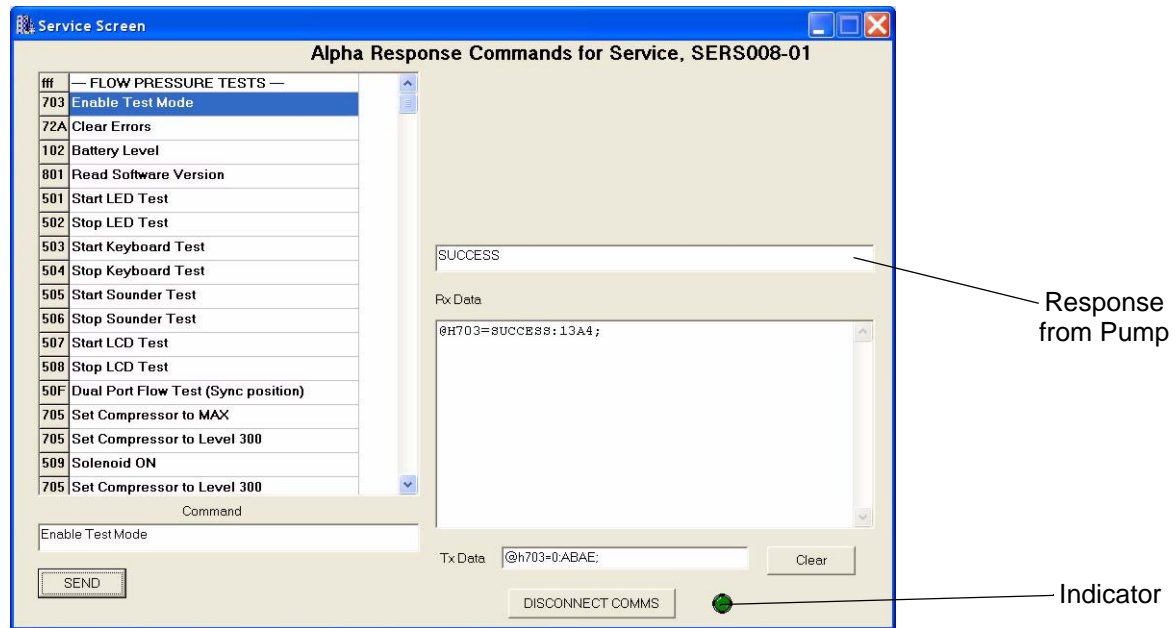 Service Screen
Alpha Response Commands for Service, SERS008-01
fff — FLOW PRESSURE TESTS —
703 Enable Test Mode
72A Clear Errors
102 Battery Level
801 Read Software Version
501 Start LED Test
502 Stop LED Test
503 Start Keyboard Test
504 Stop Keyboard Test
505 Start Sounder Test
506 Stop Sounder Test
507 Start LCD Test
508 Stop LCD Test
50F Dual Port Flow Test (Sync position)
705 Set Compressor to MAX
705 Set Compressor to Level 300
509 Solenoid ON
705 Set Compressor to Level 300
Command
Enable Test Mode
SEND
SUCCESS
Rx Data
@H703=SUCCESS:13A4;
Tx Data @h703=0:ABAE;
Clear
DISCONNECT COMMS
Response
from Pump
Indicator